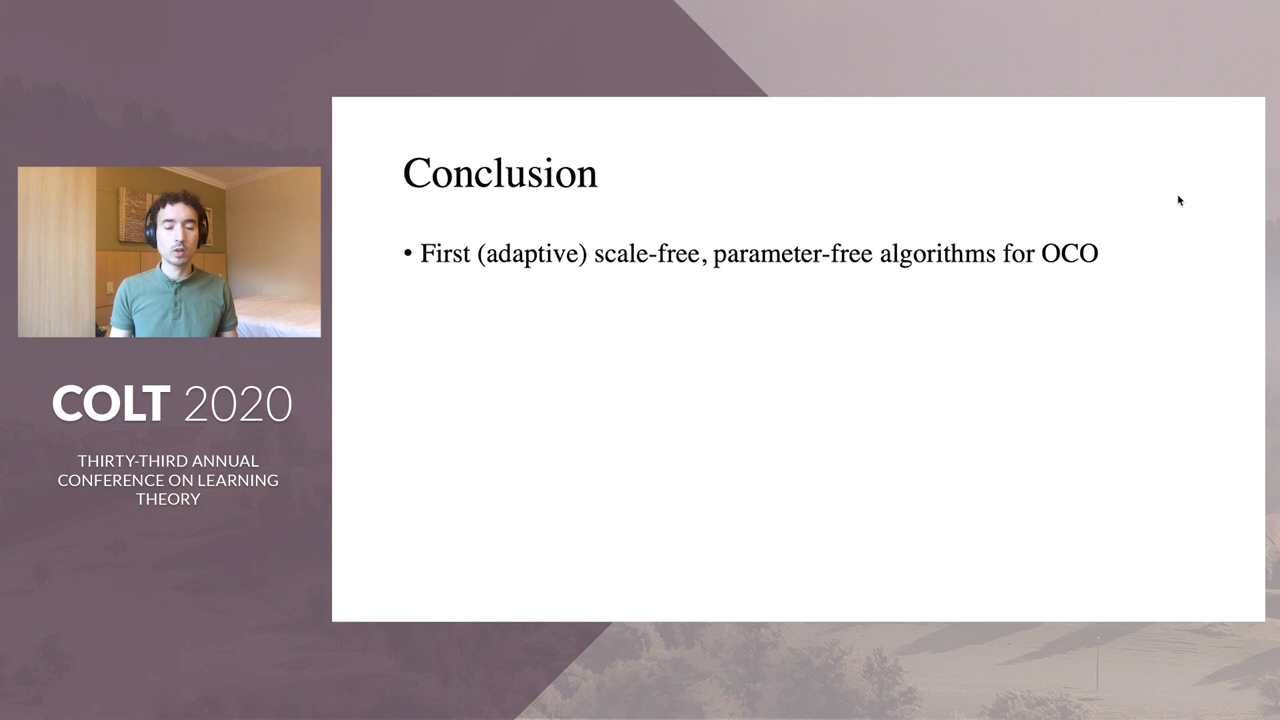 Conclusion
• First (adaptive) scale-free, parameter-free algorithms for OCO
COLT 2020
THIRTY-THIRD ANNUAL
CONFERENCE ON LEARNING
THEORY